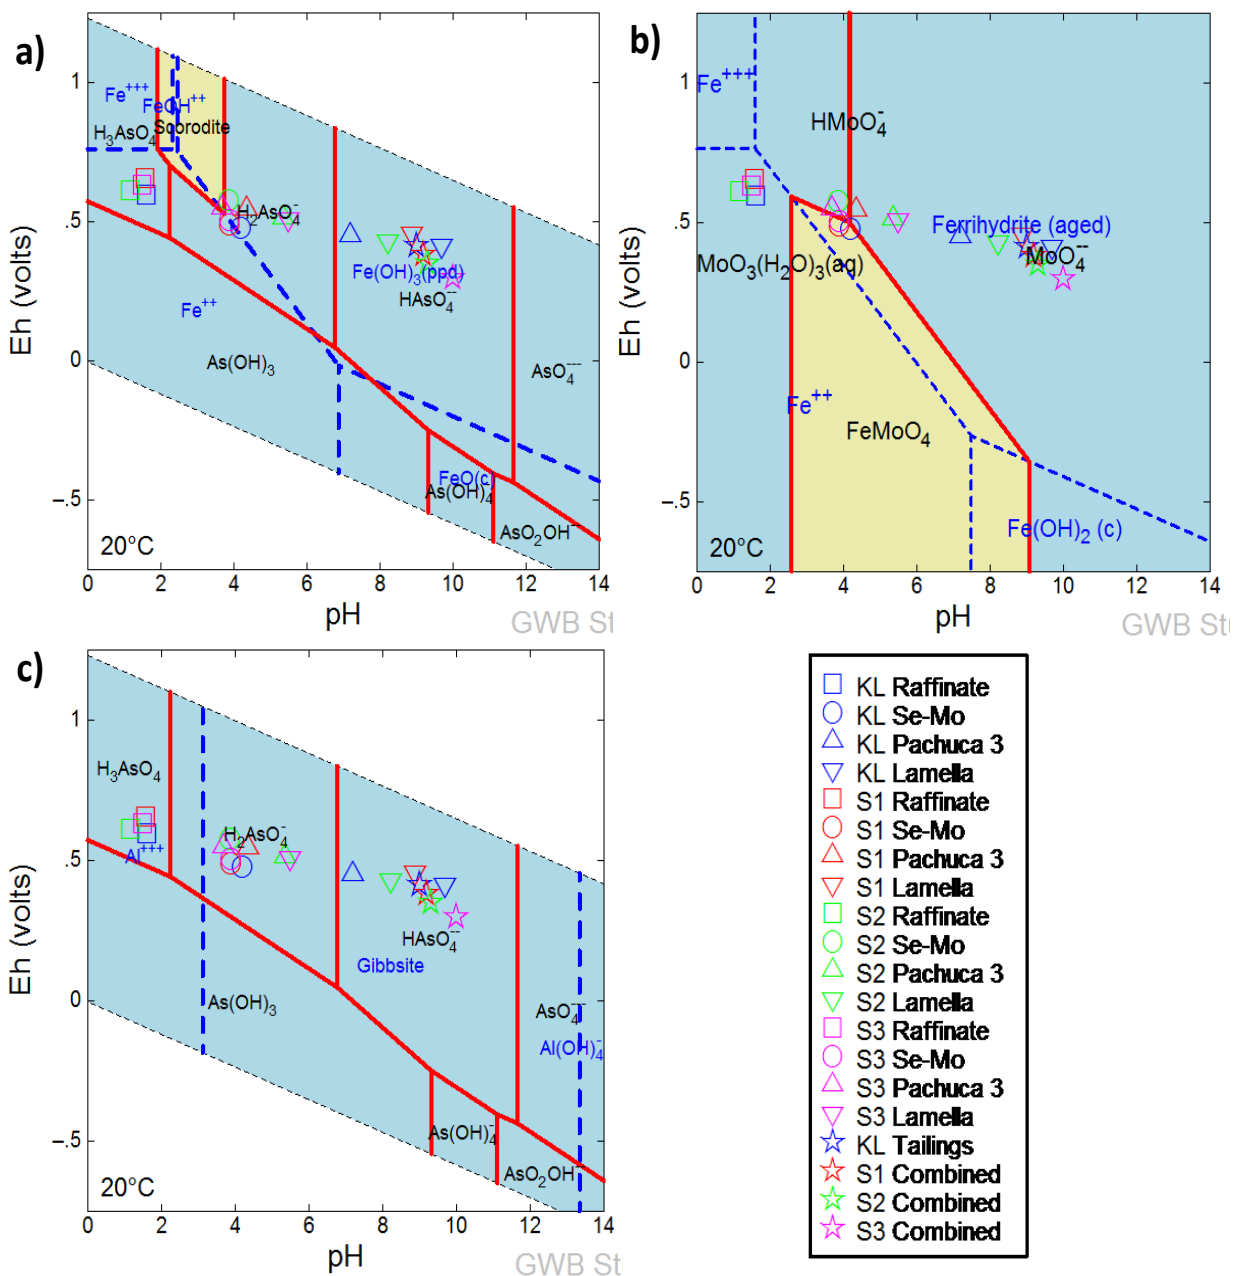 a)
Eh (volts)
1
.5
0
–.5
Fe+++
FeOH++
Scorodite
H3AsO4
H2AsO4-
Fe(OH)3(ppd)
HAsO4--
Fe++
As(OH)3
AsO4---
FeO(c)
As(OH)4-
AsO2OH--
20°C
0 2 4 6 8 10 12 14
pH
GWB St
b)
Eh (volts)
1
.5
0
–.5
Fe+++
HMoO4-
Ferrihydrite (aged)
MoO4--
MoO3(H2O)3(aq)
Fe++
FeMoO4
Fe(OH)2 (c)
20°C
0 2 4 6 8 10 12 14
pH
GWB St
c)
Eh (volts)
1
.5
0
–.5
H3AsO4
Al+++
H2AsO4-
HAsO4--
Gibbsite
As(OH)3
AsO4---
Al(OH)4-
As(OH)4-
AsO2OH--
20°C
0 2 4 6 8 10 12 14
pH
GWB St
KL Raffinate
KL Se-Mo
KL Pachuca 3
KL Lamella
S1 Raffinate
S1 Se-Mo
S1 Pachuca 3
S1 Lamella
S2 Raffinate
S2 Se-Mo
S2 Pachuca 3
S2 Lamella
S3 Raffinate
S3 Se-Mo
S3 Pachuca 3
S3 Lamella
KL Tailings
S1 Combined
S2 Combined
S3 Combined